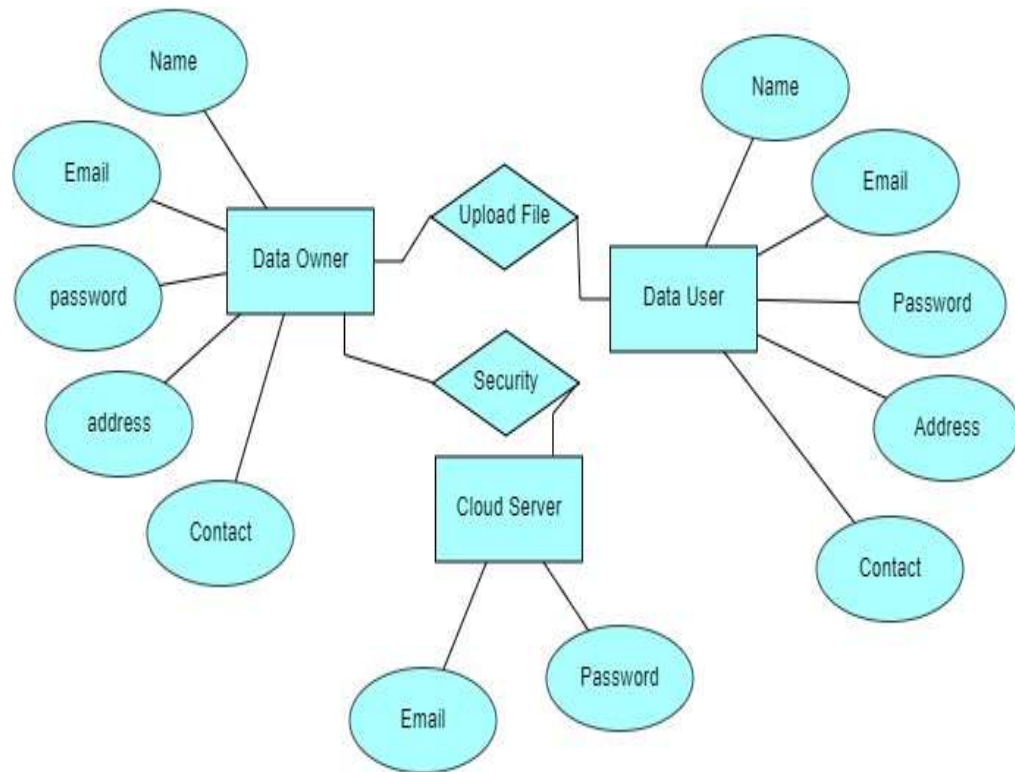 Name
Name
Email
Email
Upload File
Data Owner
Data User
password
Password
Security
address
Address
Cloud Server
Contact
Contact
Email
Password